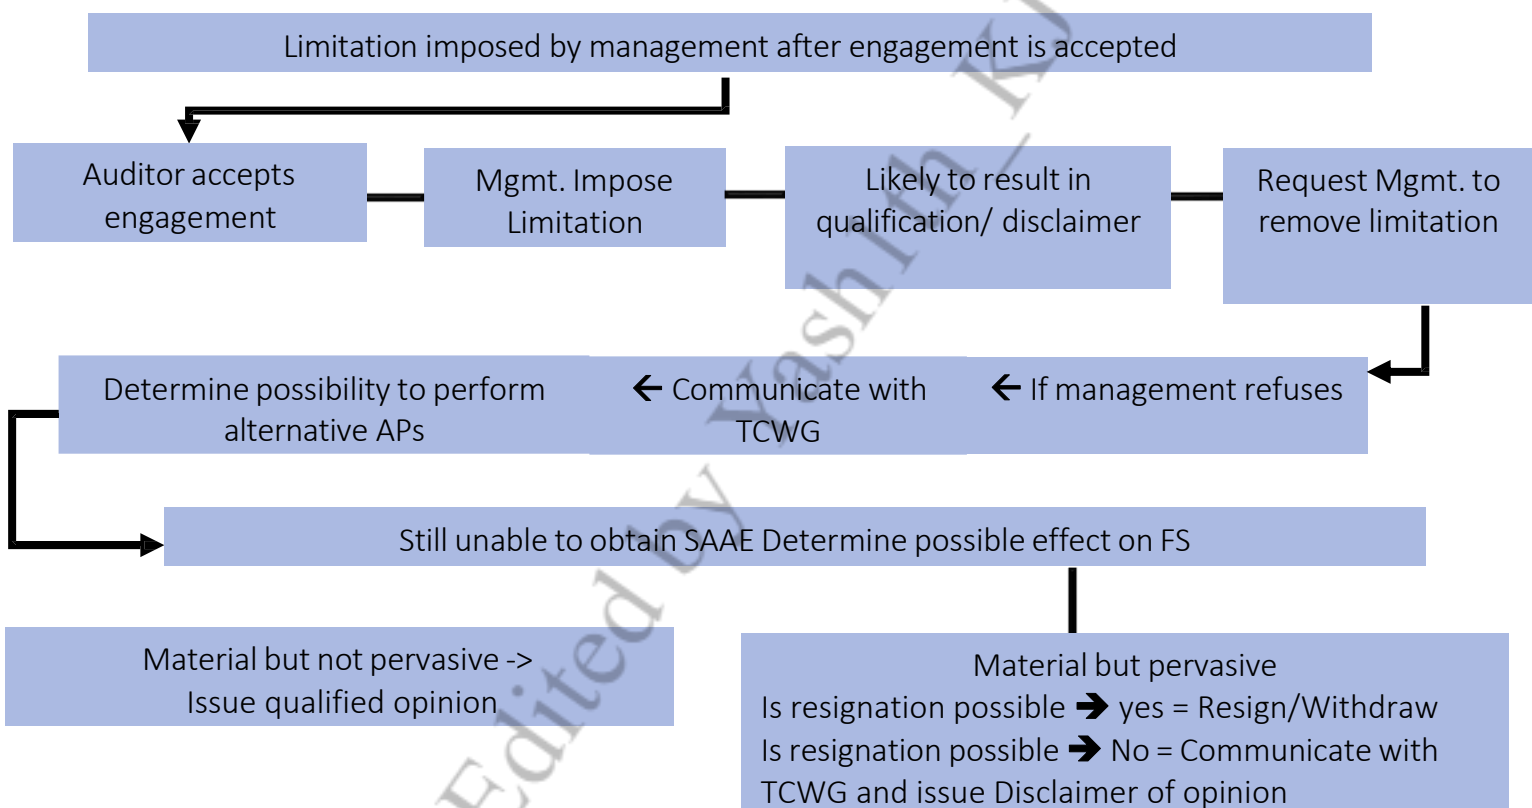 Limitation imposed by management after engagement is accepted
Auditor accepts
engagement
Mgmt. Impose
Limitation
Likely to result in
qualification/ disclaimer
Request Mgmt. to
remove limitation
← If management refuses
← Communicate with
TCWG
Determine possibility to perform
alternative APs
Still unable to obtain SAAE Determine possible effect on FS
Material but not pervasive ->
Issue qualified opinion
Material but pervasive
Is resignation possible ➔ yes = Resign/Withdraw
Is resignation possible ➔ No = Communicate with
TCWG and issue Disclaimer of opinion
Edited by Yash1th_KJ